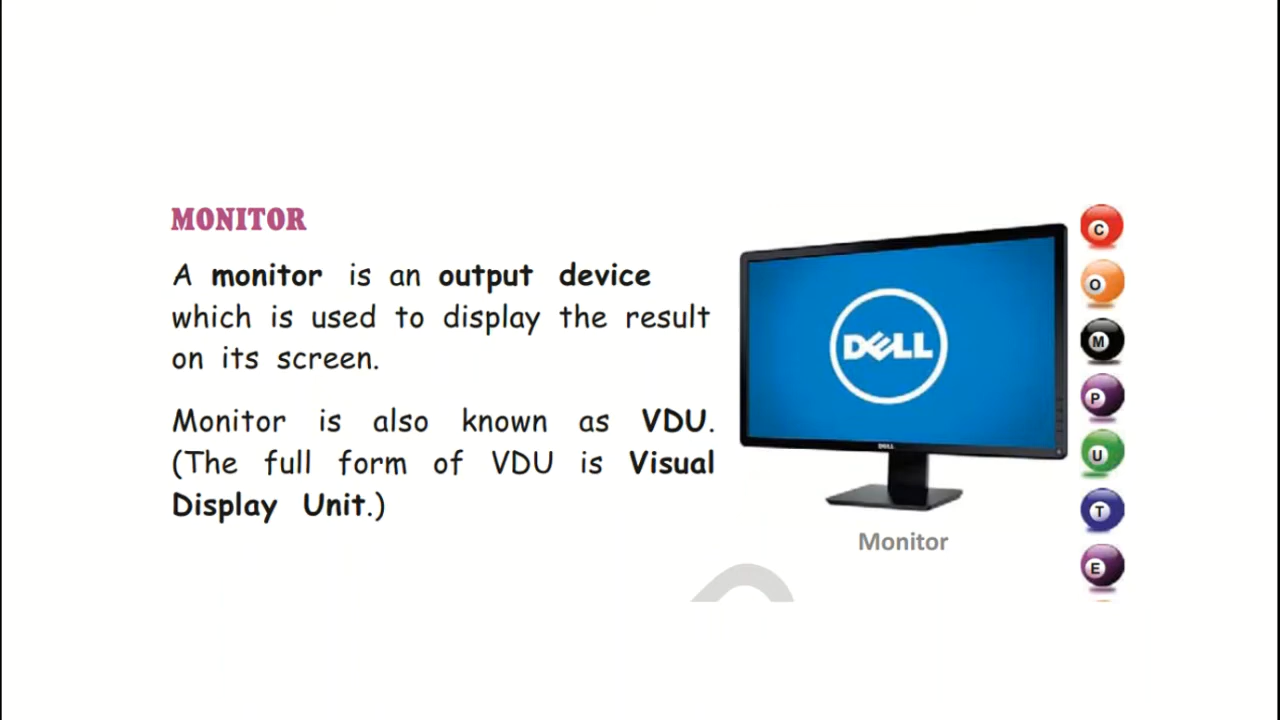 MONITOR
A monitor is an output device
which is used to display the result
on its screen.
Monitor is also known as VDU.
(The full form of VDU is Visual
Display Unit.)
DELL
DELL
Monitor
C
O
M
P
U
T
E